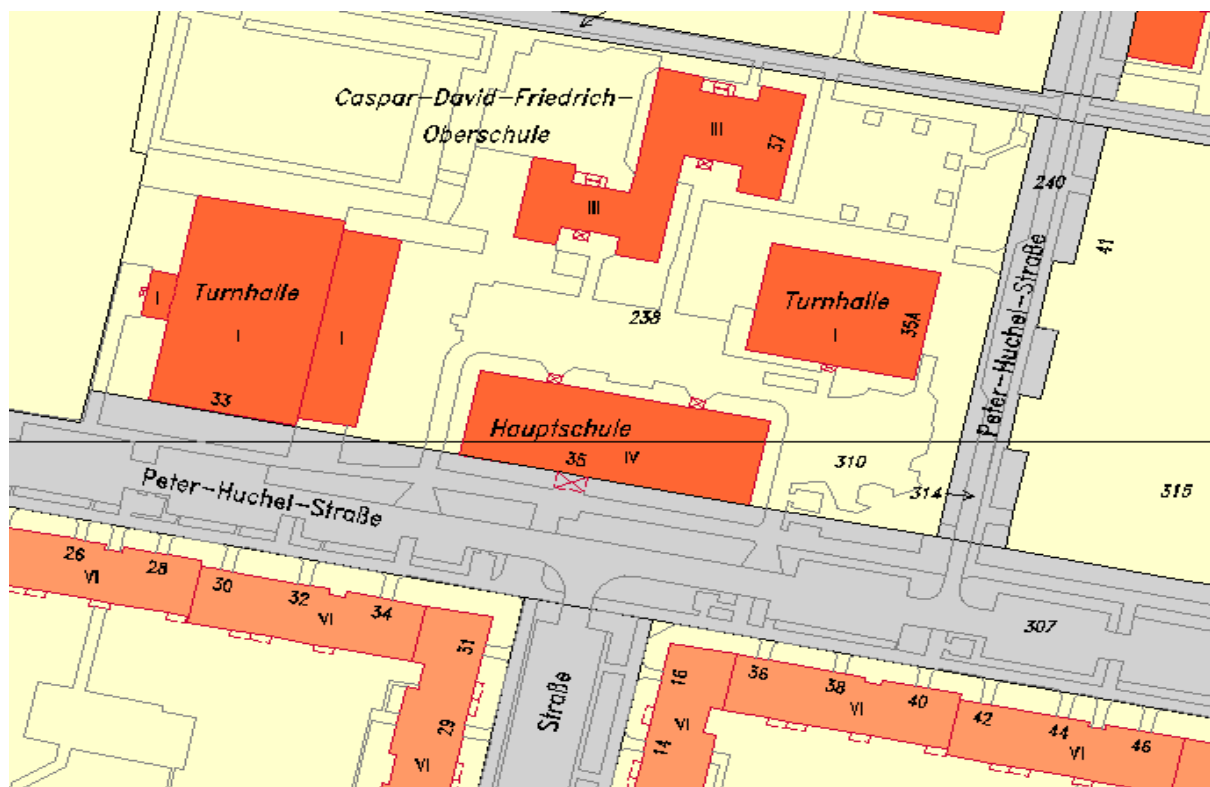 Caspar-David-Friedrich-
Oberschule
III
37
III
240
41
Turnhalle
I
I
I
33
238
Turnhalle
I
35A
Peter-Huchel-Straße
Hauptschule
35
IV
310
314
315
Peter-Huchel-Straße
26
VI
28
30
32
VI
34
31
29
VI
Straße
307
16
VI
14
36
38
VI
40
42
44
VI
46